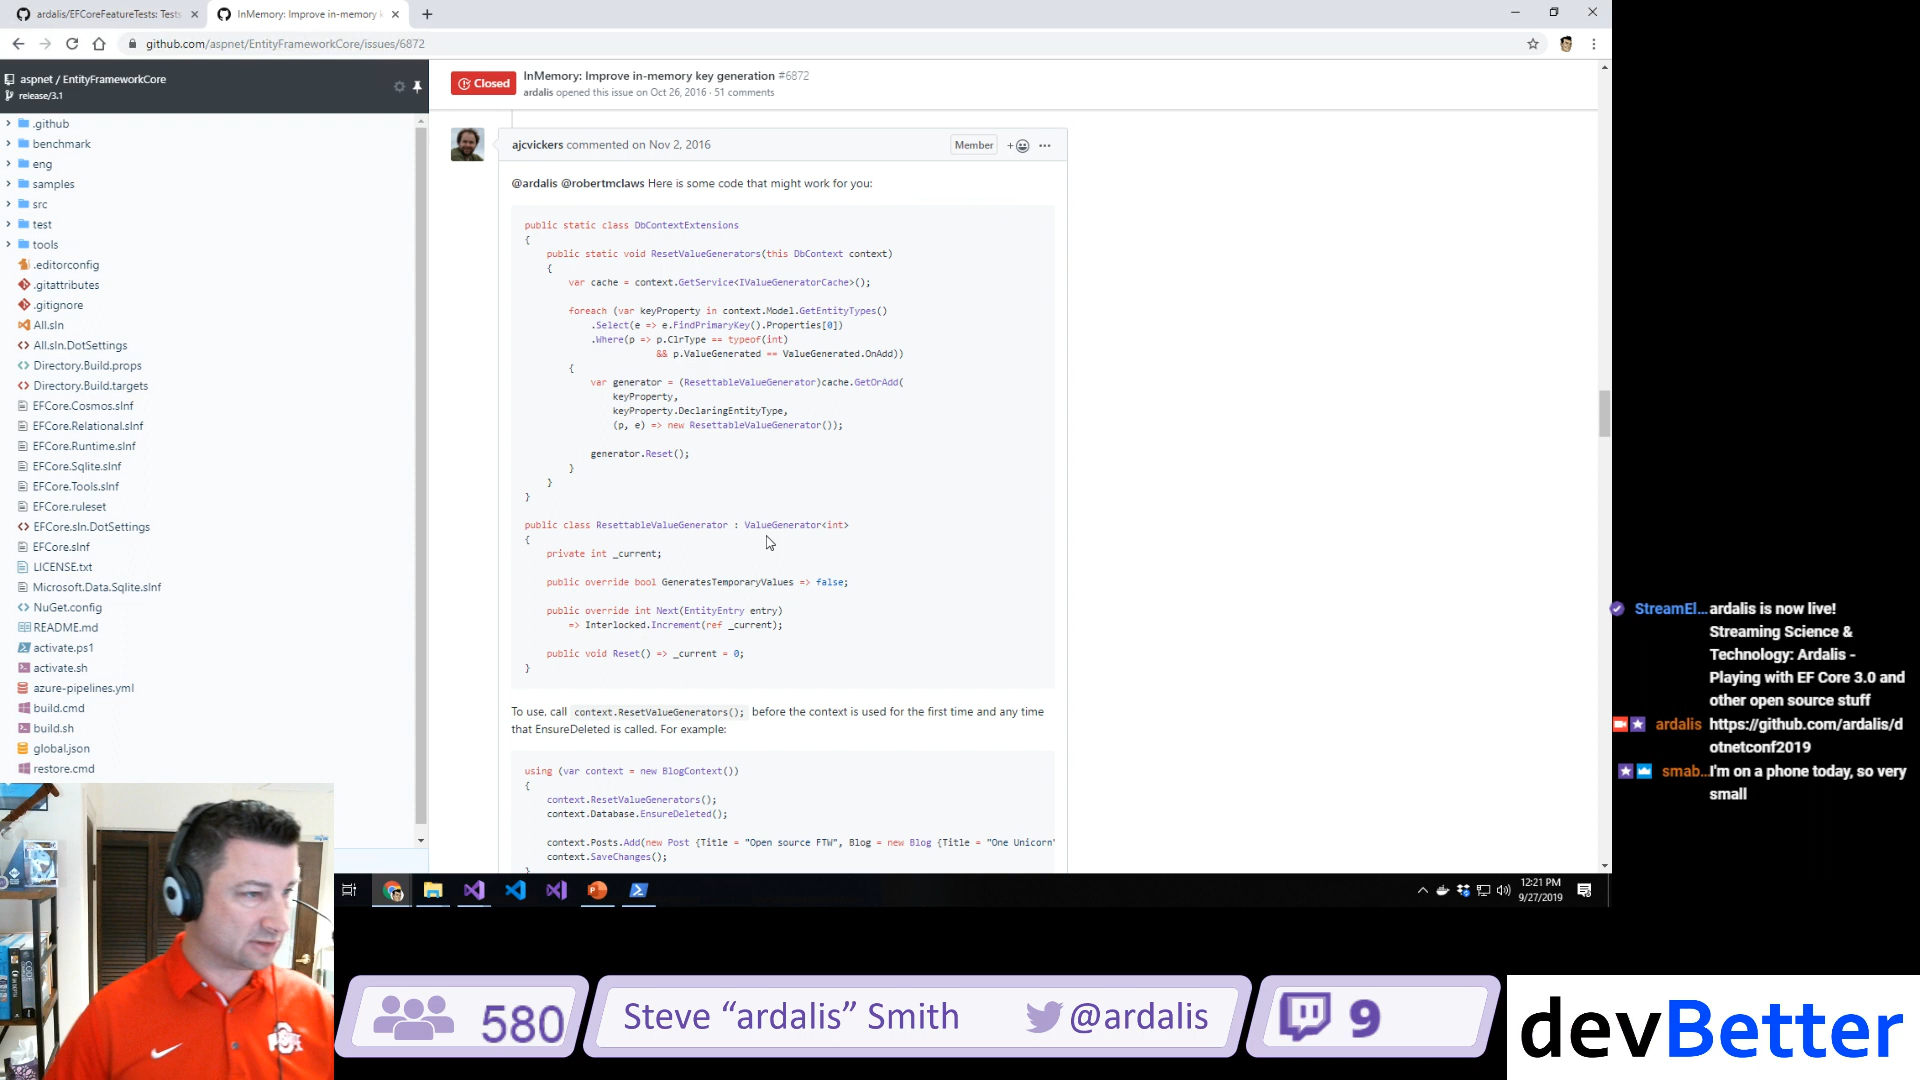 ardalis/EFCoreFeatureTests: Tests
InMemory: Improve in-memory k
github.com/aspnet/EntityFrameworkCore/issues/6872
aspnet / EntityFrameworkCore
release/3.1
.github
benchmark
eng
samples
src
test
tools
.editorconfig
.gitattributes
.gitignore
All.sln
All.sln.DotSettings
Directory.Build.props
Directory.Build.targets
EFCore.Cosmos.slnf
EFCore.Relational.slnf
EFCore.Runtime.slnf
EFCore.Sqlite.slnf
EFCore.Tools.slnf
EFCore.ruleset
EFCore.sln.DotSettings
EFCore.slnf
LICENSE.txt
Microsoft.Data.Sqlite.slnf
NuGet.config
README.md
activate.ps1
activate.sh
azure-pipelines.yml
build.cmd
build.sh
global.json
restore.cmd
Closed
InMemory: Improve in-memory key generation #6872
ardalis opened this issue on Oct 26, 2016 · 51 comments
ajcvickers commented on Nov 2, 2016
Member
@ardalis @robertmclaws Here is some code that might work for you:
public static class DbContextExtensions
{
public static void ResetValueGenerators(this DbContext context)
{
var cache = context.GetService<IValueGeneratorCache>();
foreach (var keyProperty in context.Model.GetEntityTypes()
.Select(e => e.FindPrimaryKey().Properties[0])
.Where(p => p.ClrType == typeof(int)
&& p.ValueGenerated == ValueGenerated.OnAdd))
{
var generator = (ResettableValueGenerator)cache.GetOrAdd(
keyProperty,
keyProperty.DeclaringEntityType,
(p, e) => new ResettableValueGenerator());
generator.Reset();
}
}
}
public class ResettableValueGenerator : ValueGenerator<int>
{
private int _current;
public override bool GeneratesTemporaryValues => false;
public override int Next(EntityEntry entry)
=> Interlocked.Increment(ref _current);
public void Reset() => _current = 0;
}
To use, call context.ResetValueGenerators(); before the context is used for the first time and any time
that EnsureDeleted is called. For example:
using (var context = new BlogContext())
{
context.ResetValueGenerators();
context.Database.EnsureDeleted();
context.Posts.Add(new Post {Title = "Open source FTW", Blog = new Blog {Title = "One Unicorn"
context.SaveChanges();
12:21 PM
9/27/2019
StreamEl... ardalis is now live!
Streaming Science &
Technology: Ardalis -
Playing with EF Core 3.0 and
other open source stuff
ardalis https://github.com/ardalis/d
otnetconf2019
smab... I'm on a phone today, so very
small
580
Steve "ardalis" Smith
@ardalis
9
devBetter